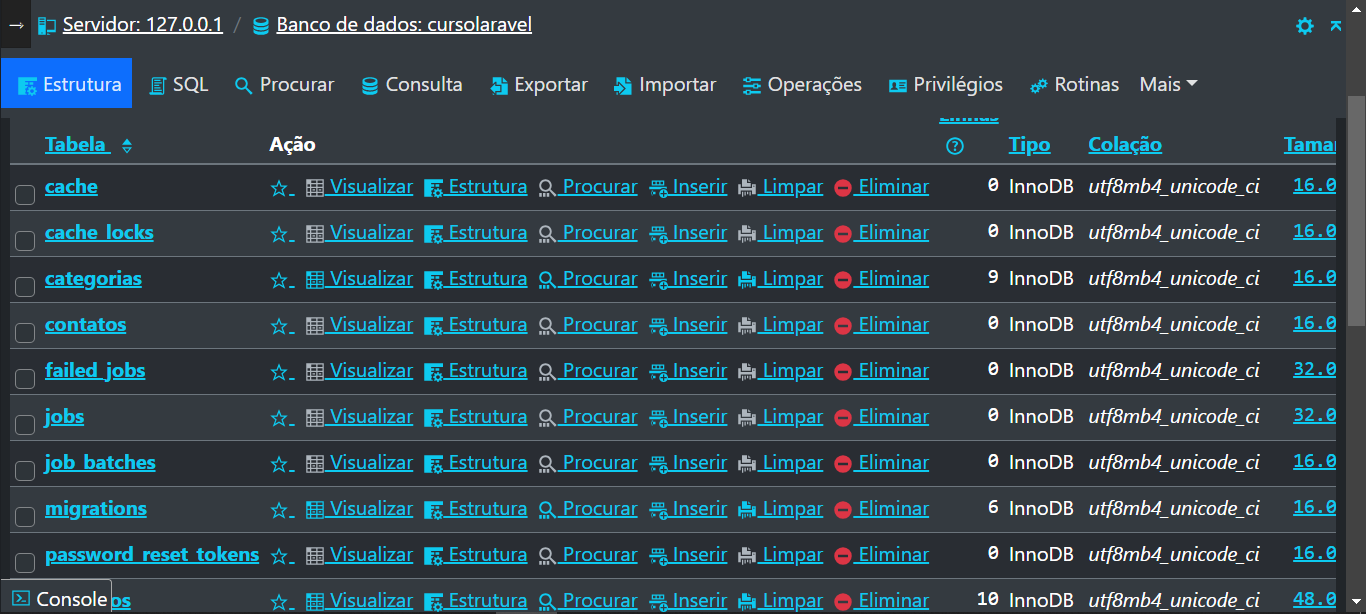 Servidor: 127.0.0.1 / Banco de dados: cursolaravel
Estrutura SQL Procurar Consulta Exportar Importar Operações Privilégios Rotinas Mais
Linhas
Tabela Ação Tipo Colação Tamar
cache Visualizar Estrutura Procurar Inserir Limpar Eliminar 0 InnoDB utf8mb4_unicode_ci 16.0
cache_locks Visualizar Estrutura Procurar Inserir Limpar Eliminar 0 InnoDB utf8mb4_unicode_ci 16.0
categorias Visualizar Estrutura Procurar Inserir Limpar Eliminar 9 InnoDB utf8mb4_unicode_ci 16.0
contatos Visualizar Estrutura Procurar Inserir Limpar Eliminar 0 InnoDB utf8mb4_unicode_ci 16.0
failed_jobs Visualizar Estrutura Procurar Inserir Limpar Eliminar 0 InnoDB utf8mb4_unicode_ci 32.0
jobs Visualizar Estrutura Procurar Inserir Limpar Eliminar 0 InnoDB utf8mb4_unicode_ci 32.0
job_batches Visualizar Estrutura Procurar Inserir Limpar Eliminar 0 InnoDB utf8mb4_unicode_ci 16.0
migrations Visualizar Estrutura Procurar Inserir Limpar Eliminar 6 InnoDB utf8mb4_unicode_ci 16.0
password_reset_tokens Visualizar Estrutura Procurar Inserir Limpar Eliminar 0 InnoDB utf8mb4_unicode_ci 16.0
Console os Visualizar Estrutura Procurar Inserir Limpar Eliminar 10 InnoDB utf8mb4_unicode_ci 48.0